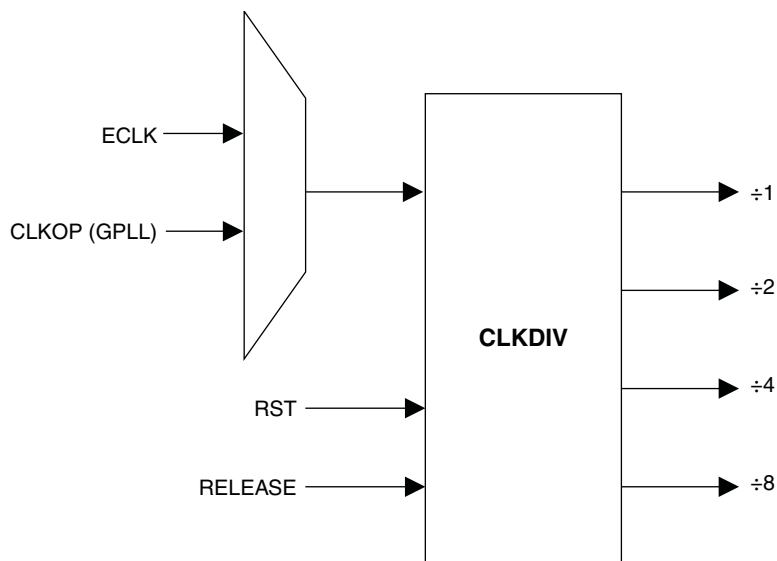 ECLK
CLKOP (GPLL)
RST
RELEASE
CLKDIV
÷1
÷2
÷4
÷8